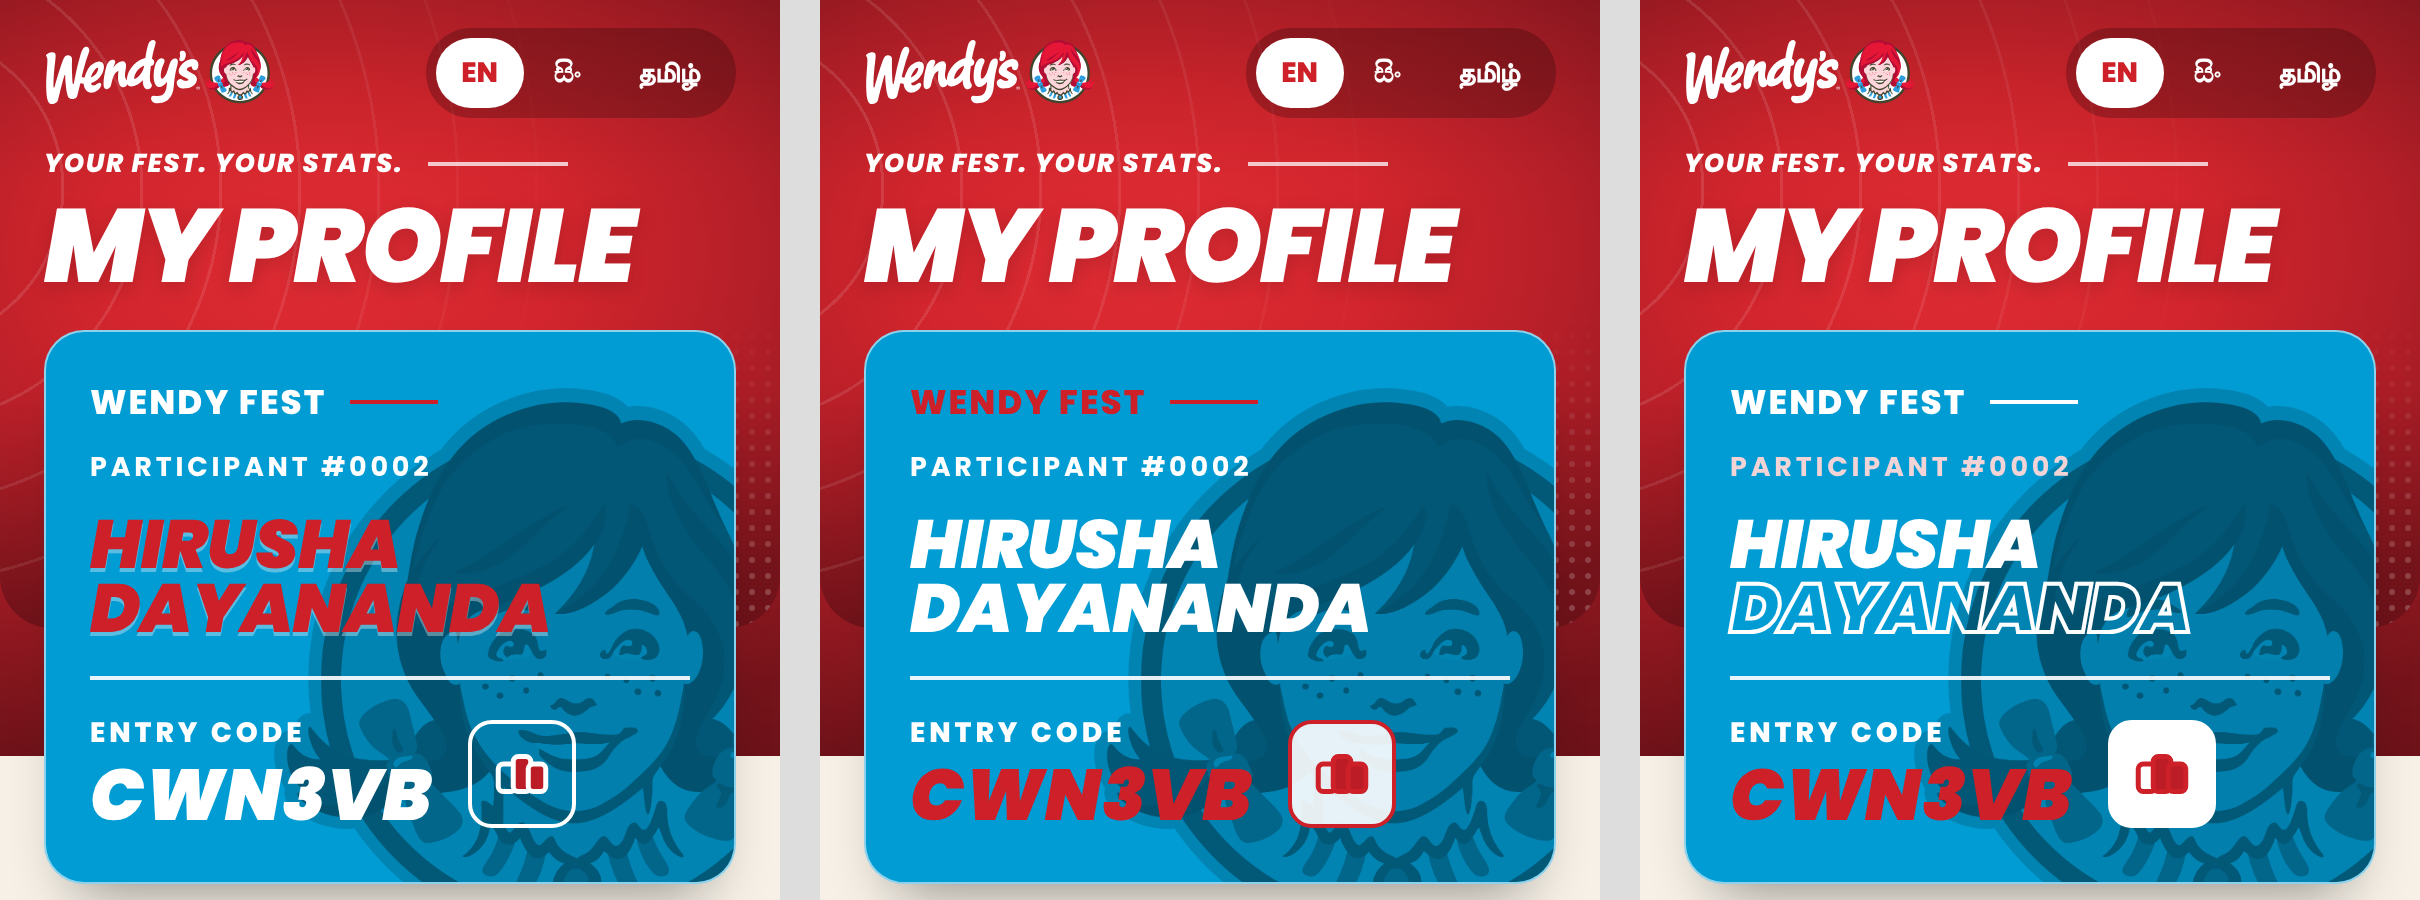 Wendy's
EN සිං தமிழ்
YOUR FEST. YOUR STATS.
MY PROFILE
WENDY FEST
PARTICIPANT #0002
HIRUSHA
DAYANANDA
ENTRY CODE
CWN3VB
Wendy's
EN සිං தமிழ்
YOUR FEST. YOUR STATS.
MY PROFILE
WENDY FEST
PARTICIPANT #0002
HIRUSHA
DAYANANDA
ENTRY CODE
CWN3VB
Wendy's
EN සිං தமிழ்
YOUR FEST. YOUR STATS.
MY PROFILE
WENDY FEST
PARTICIPANT #0002
HIRUSHA
DAYANANDA
ENTRY CODE
CWN3VB